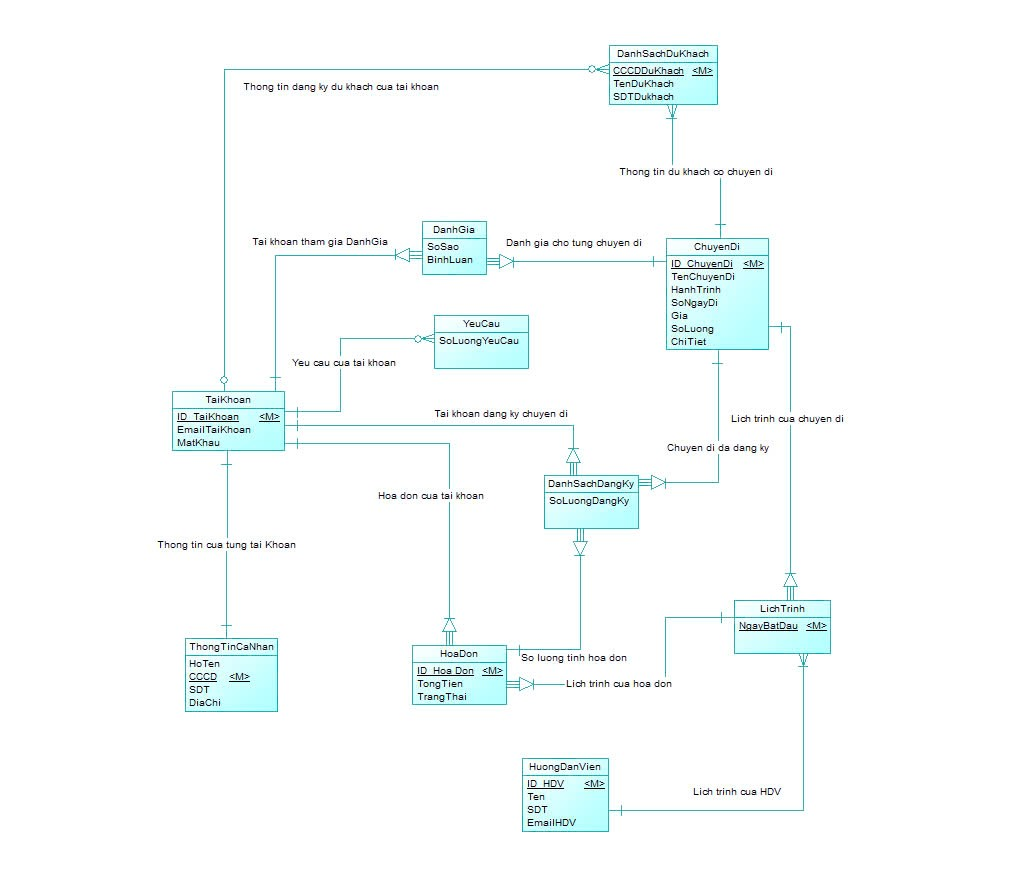 DanhSachDuKhach
CCCDDuKhach <M>
TenDuKhach
SDTDukhach
Thong tin dang ky du khach cua tai khoan
Thong tin du khach co chuyen di
DanhGia
SoSao
BinhLuan
Tai khoan tham gia DanhGia
Danh gia cho tung chuyen di
ChuyenDi
ID_ChuyenDi <M>
TenChuyenDi
HanhTrinh
SoNgayDi
Gia
SoLuong
ChiTiet
YeuCau
SoLuongYeuCau
Yeu cau cua tai khoan
TaiKhoan
ID_TaiKhoan <M>
EmailTaiKhoan
MatKhau
Tai khoan dang ky chuyen di
Lich trinh cua chuyen di
Chuyen di da dang ky
DanhSachDangKy
SoLuongDangKy
Hoa don cua tai khoan
Thong tin cua tung tai Khoan
LichTrinh
NgayBatDau <M>
ThongTinCaNhan
HoTen
CCCD <M>
SDT
DiaChi
HoaDon
ID_Hoa Don <M>
TongTien
TrangThai
So luong tinh hoa don
Lich trinh cua hoa don
HuongDanVien
ID_HDV <M>
Ten
SDT
EmailHDV
Lich trinh cua HDV